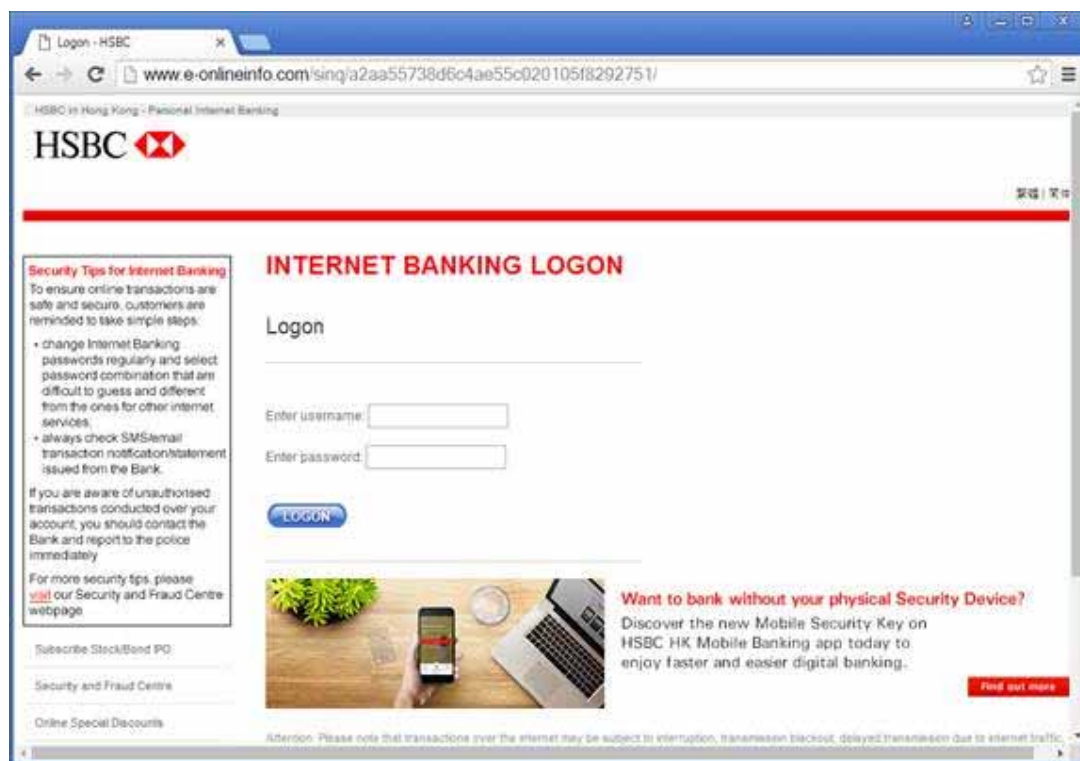 Logon - HSBC
www.e-onlineinfo.com/sinq/a2aa55738d6c4ae55c020105f8292751/
HSBC in Hong Kong - Personal Internet Banking
HSBC
繁體 | 简体
Security Tips for Internet Banking
To ensure online transactions are
safe and secure, customers are
reminded to take simple steps:
• change Internet Banking
passwords regularly and select
password combination that are
difficult to guess and different
from the ones for other internet
services;
• always check SMS/email
transaction notification/statement
issued from the Bank.
If you are aware of unauthorised
transactions conducted over your
account, you should contact the
Bank and report to the police
immediately
For more security tips, please
visit our Security and Fraud Centre
webpage
Subscribe Stock/Bond IPO
Security and Fraud Centre
Online Special Discounts
INTERNET BANKING LOGON
Logon
Enter username:
Enter password:
LOGON
Want to bank without your physical Security Device?
Discover the new Mobile Security Key on
HSBC HK Mobile Banking app today to
enjoy faster and easier digital banking.
Find out more
Attention: Please note that transactions over the internet may be subject to interruption, transmission blackout, delayed transmission due to internet traffic,